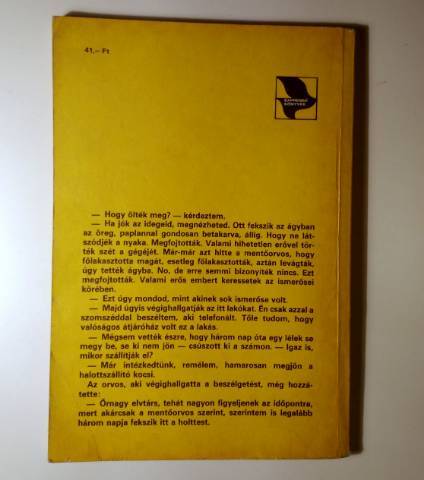 41,— Ft
ZSEBREND
KÖNYVEK
— Hogy ölték meg? — kérdeztem.
— Ha jók az idegeid, megnézheted. Ott fekszik az ágyban
az öreg, paplannal gondosan betakarva, állig. Hogy ne lát-
szódjék a nyaka. Megfojtották. Valami hihetetlen erővel tör-
ték szét a gégéjét. Már-már azt hitte a mentőorvos, hogy
fölakasztotta magát, esetleg fölakasztották, aztán levágták,
úgy tették ágyba. No, de erre semmi bizonyíték nincs. Ezt
megfojtották. Valami erős embert keressetek az ismerősei
körében.
— Ezt úgy mondod, mint akinek sok ismerőse volt.
— Majd úgyis végighallgatják az itt lakókat. Én csak azzal a
szomszéddal beszéltem, aki telefonált. Tőle tudom, hogy
valóságos átjáróház volt ez a lakás.
— Mégsem vették észre, hogy három nap óta egy lélek se
megy be, se ki nem jön — csúszott ki a számon. — Igaz is,
mikor szállítják el?
— Már intézkedtünk, remélem, hamarosan megjön a
halottszállító kocsi.
Az orvos, aki végighallgatta a beszélgetést, még hozzá-
tette:
— Őrnagy elvtárs, tehát nagyon figyeljenek az időpontra,
mert akárcsak a mentőorvos szerint, szerintem is legalább
három napja fekszik itt a holttest.